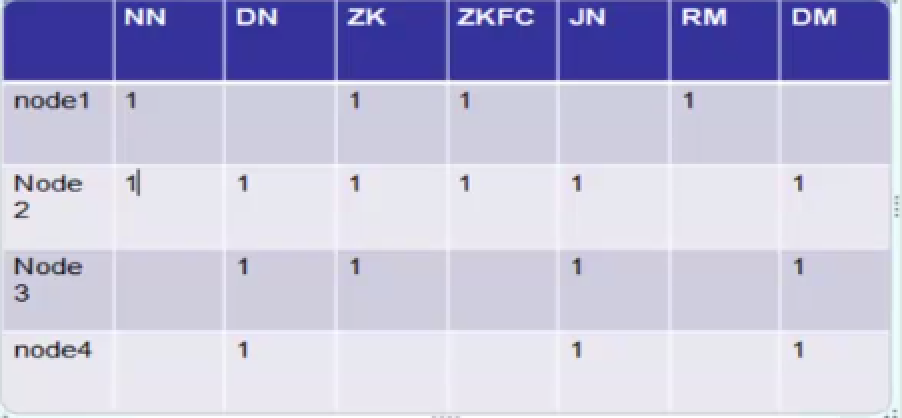 NN DN ZK ZKFC JN RM DM
node1 1 1 1 1
Node 1 1 1 1 1 1
2
Node 1 1 1 1
3
node4 1 1 1